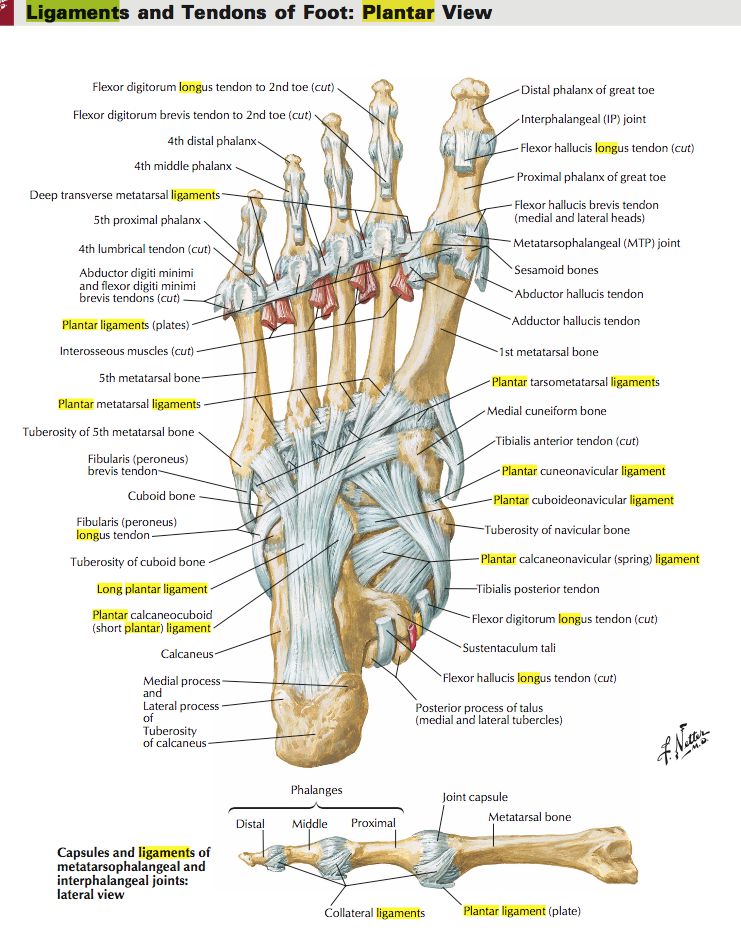 Ligaments and Tendons of Foot: Plantar View
Flexor digitorum longus tendon to 2nd toe (cut)
Flexor digitorum brevis tendon to 2nd toe (cut)
4th distal phalanx
4th middle phalanx
Deep transverse metatarsal ligaments
5th proximal phalanx
4th lumbrical tendon (cut)
Abductor digiti minimi
and flexor digiti minimi
brevis tendons (cut)
Plantar ligaments (plates)
Interosseous muscles (cut)
5th metatarsal bone
Plantar metatarsal ligaments
Tuberosity of 5th metatarsal bone
Fibularis (peroneus)
brevis tendon
Cuboid bone
Fibularis (peroneus)
longus tendon
Tuberosity of cuboid bone
Long plantar ligament
Plantar calcaneocuboid
(short plantar) ligament
Calcaneus
Medial process
and
Lateral process
of
Tuberosity
of calcaneus
Distal phalanx of great toe
Interphalangeal (IP) joint
Flexor hallucis longus tendon (cut)
Proximal phalanx of great toe
Flexor hallucis brevis tendon
(medial and lateral heads)
Metatarsophalangeal (MTP) joint
Sesamoid bones
Abductor hallucis tendon
Adductor hallucis tendon
1st metatarsal bone
Plantar tarsometatarsal ligaments
Medial cuneiform bone
Tibialis anterior tendon (cut)
Plantar cuneonavicular ligament
Plantar cuboideonavicular ligament
Tuberosity of navicular bone
Plantar calcaneonavicular (spring) ligament
Tibialis posterior tendon
Flexor digitorum longus tendon (cut)
Sustentaculum tali
Flexor hallucis longus tendon (cut)
Posterior process of talus
(medial and lateral tubercles)
F. Netter
M.D.
Phalanges
Distal Middle Proximal
Joint capsule
Metatarsal bone
Capsules and ligaments of
metatarsophalangeal and
interphalangeal joints:
lateral view
Collateral ligaments
Plantar ligament (plate)